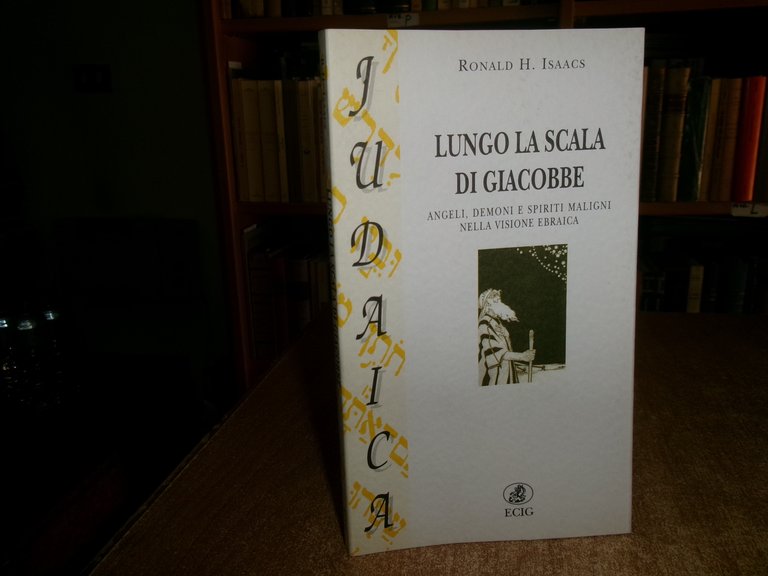 JUDAICA
RONALD H. ISAACS
LUNGO LA SCALA
DI GIACOBBE
ANGELI, DEMONI E SPIRITI MALIGNI
NELLA VISIONE EBRAICA
ECIG